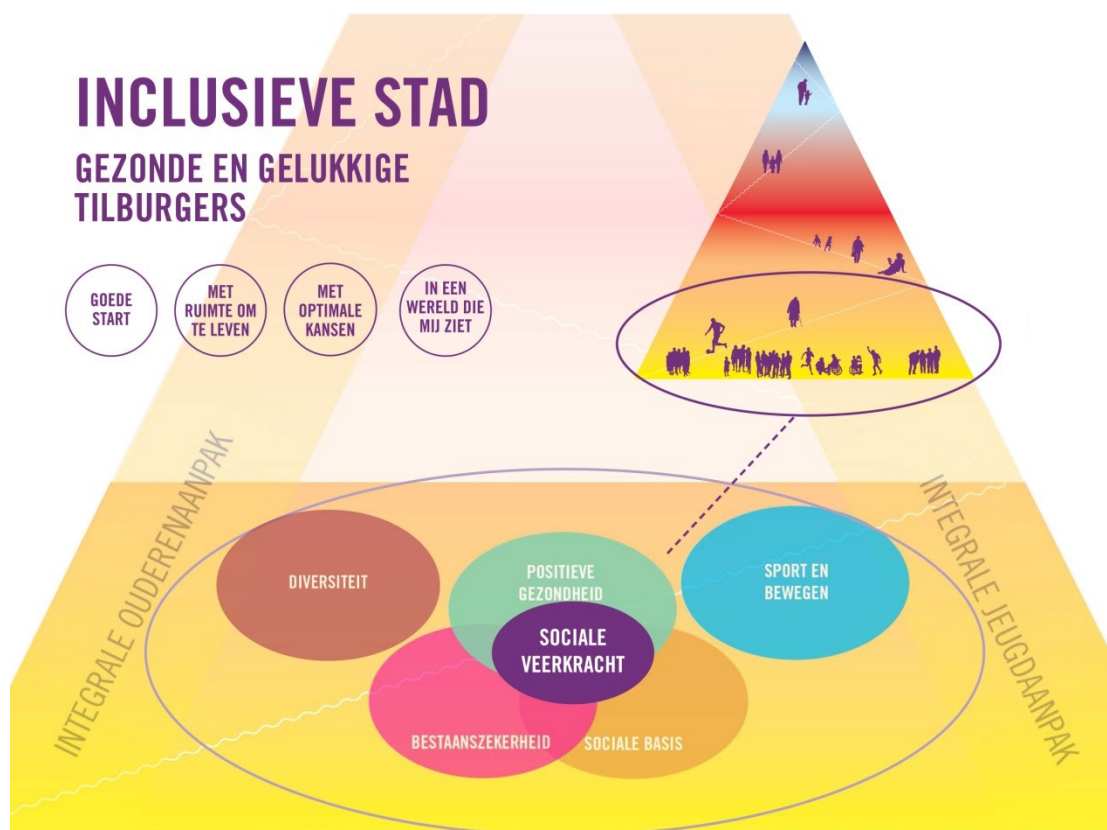 INCLUSIEVE STAD
GEZONDE EN GELUKKIGE
TILBURGERS
GOEDE
START
MET
RUIMTE OM
TE LEVEN
MET
OPTIMALE
KANSEN
IN EEN
WERELD DIE
MIJ ZIET
INTEGRALE OUDERENAANPAK
DIVERSITEIT
POSITIEVE
GEZONDHEID
SPORT EN
BEWEGEN
SOCIALE
VEERKRACHT
BESTAANSZEKERHEID
SOCIALE BASIS
INTEGRALE JEUGDAANPAK